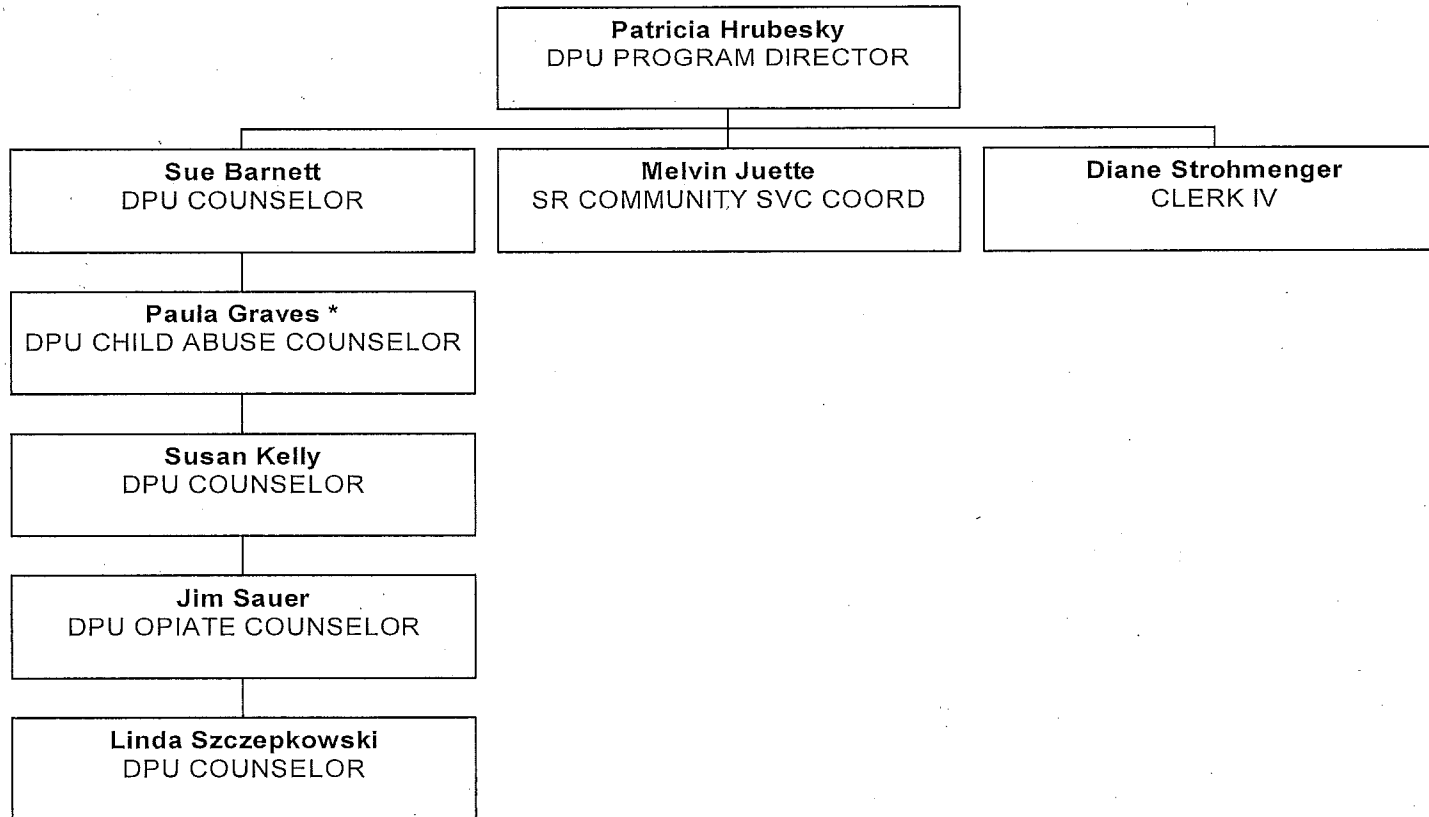 Patricia Hrubesky
DPU PROGRAM DIRECTOR
Sue Barnett
DPU COUNSELOR
Melvin Juette
SR COMMUNITY SVC COORD
Diane Strohmenger
CLERK IV
Paula Graves *
DPU CHILD ABUSE COUNSELOR
Susan Kelly
DPU COUNSELOR
Jim Sauer
DPU OPIATE COUNSELOR
Linda Szczepkowski
DPU COUNSELOR